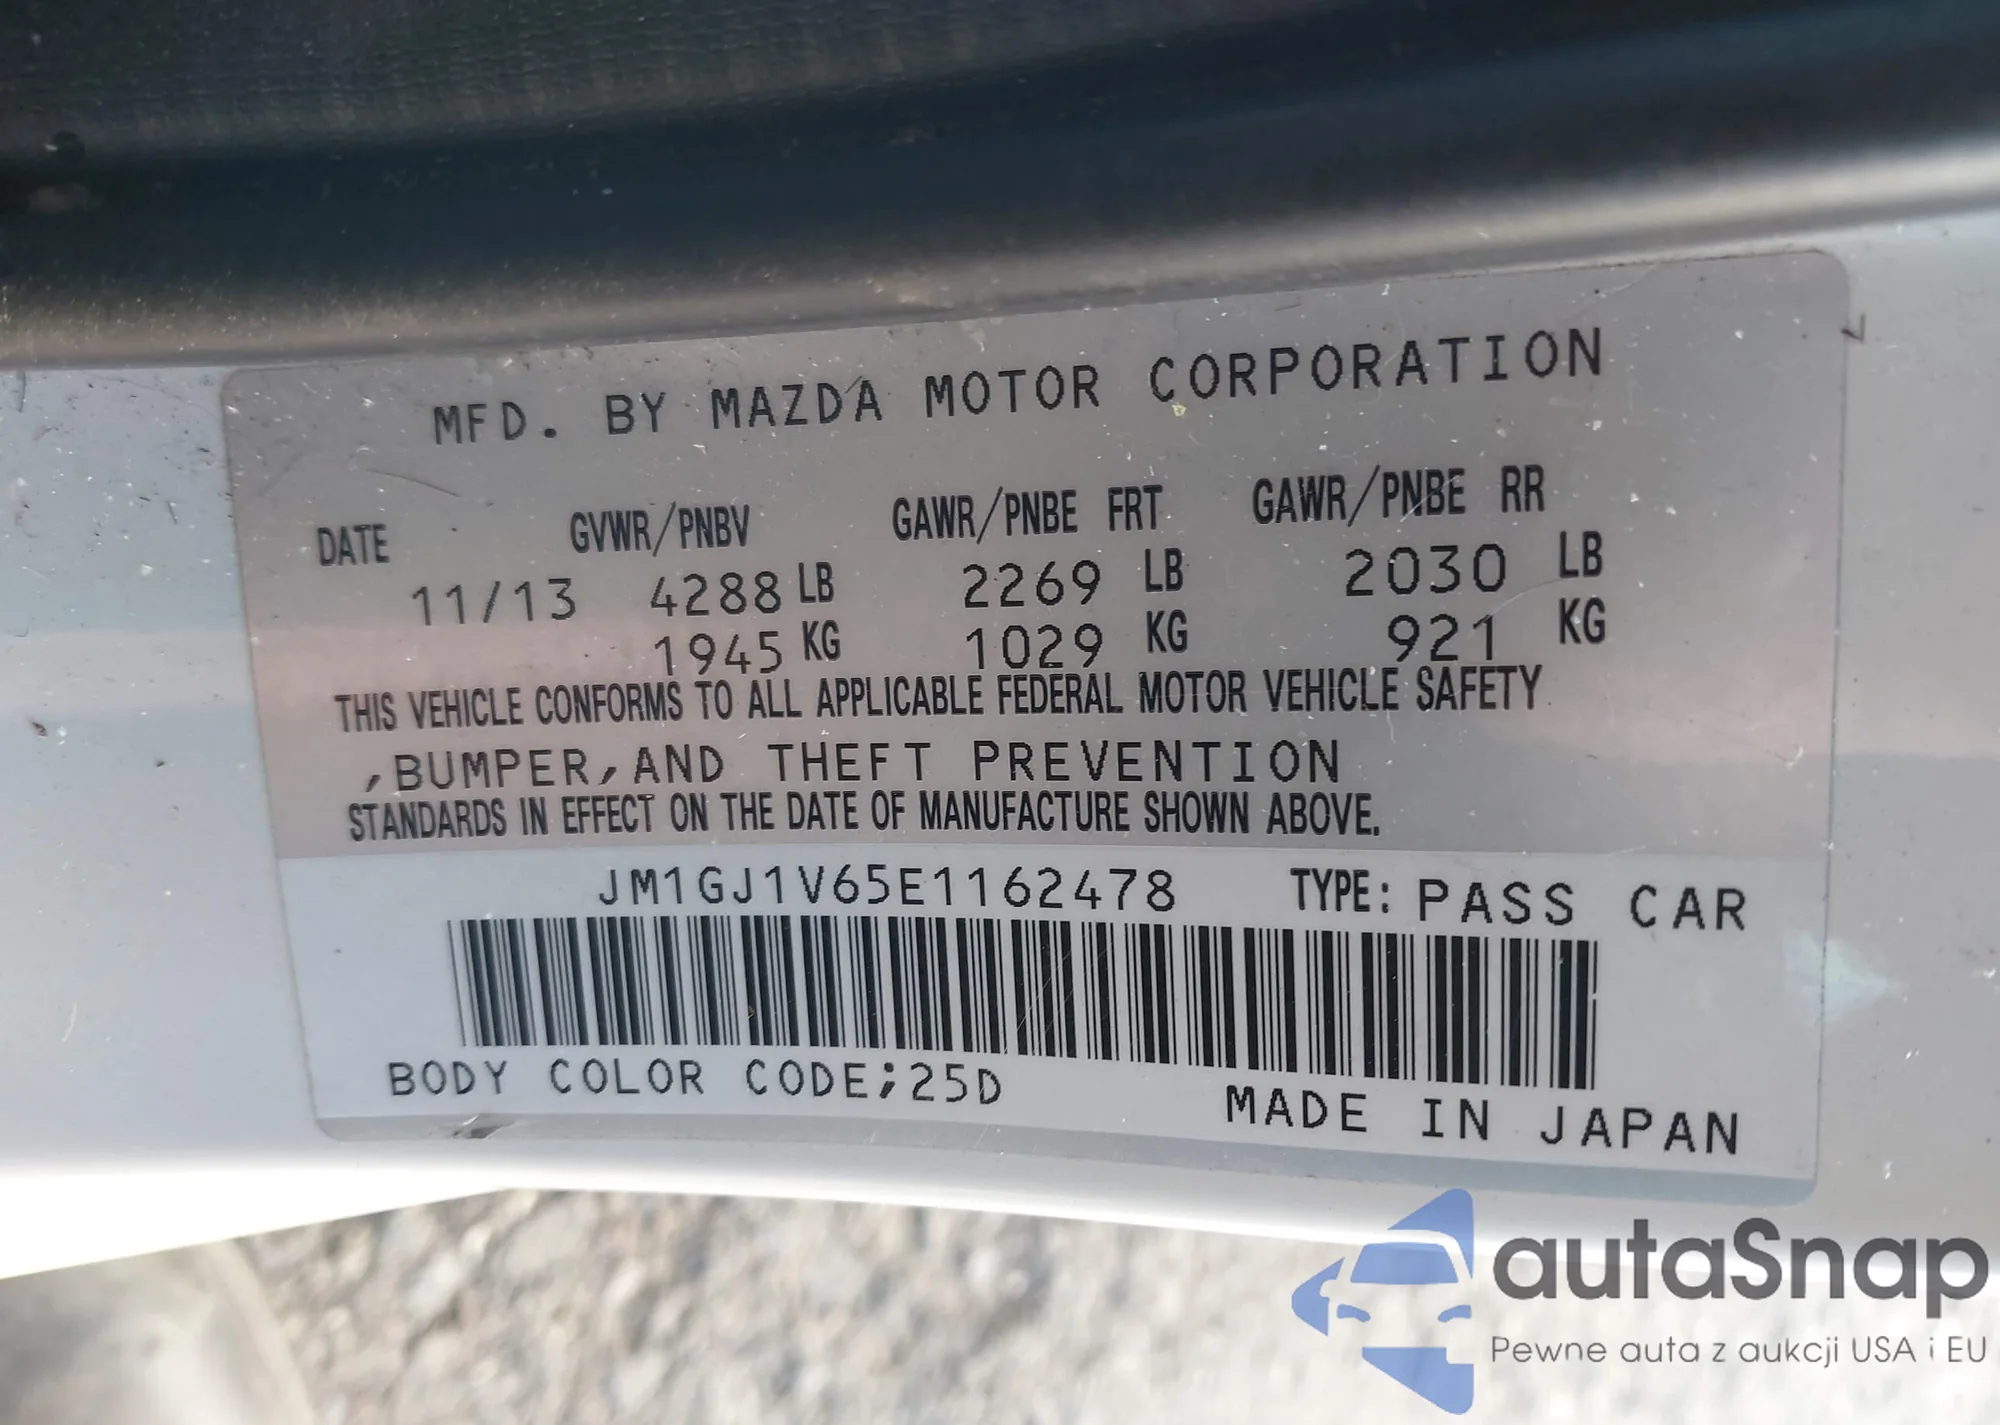 MFD. BY MAZDA MOTOR CORPORATION
DATE GVWR/PNBV GAWR/PNBE FRT GAWR/PNBE RR
11/13 4288 LB 2269 LB 2030 LB
1945 KG 1029 KG 921 KG
THIS VEHICLE CONFORMS TO ALL APPLICABLE FEDERAL MOTOR VEHICLE SAFETY
,BUMPER,AND THEFT PREVENTION
STANDARDS IN EFFECT ON THE DATE OF MANUFACTURE SHOWN ABOVE.
JM1GJ1V65E1162478 TYPE: PASS CAR
BODY COLOR CODE;25D
MADE IN JAPAN
autaSnap
Pewne auta z aukcji USA i EU